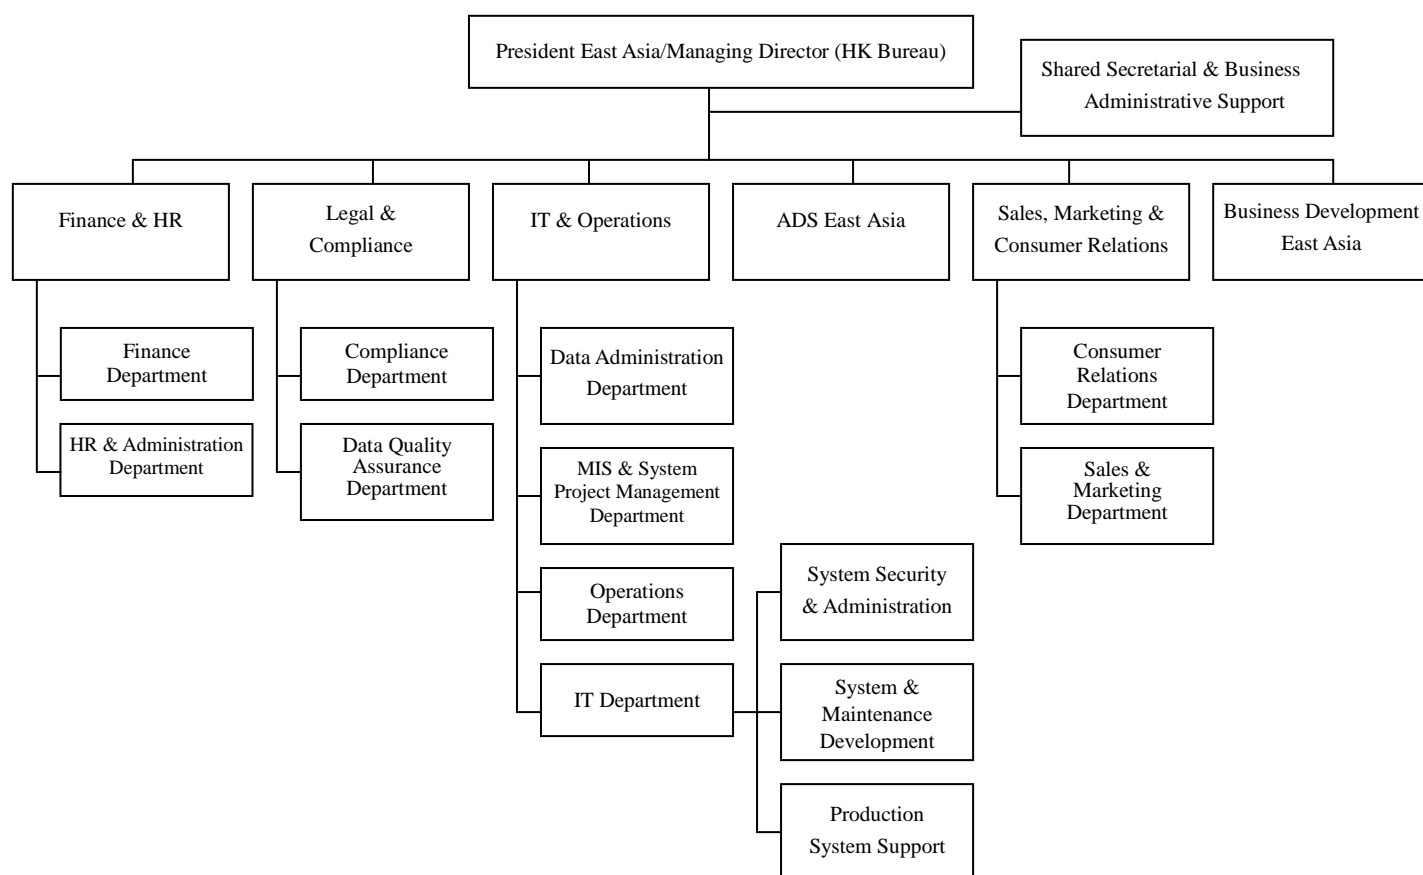 President East Asia/Managing Director (HK Bureau)
Shared Secretarial & Business
Administrative Support
Finance & HR
Legal &
Compliance
IT & Operations
ADS East Asia
Sales, Marketing &
Consumer Relations
Business Development
East Asia
Finance
Department
HR & Administration
Department
Compliance
Department
Data Quality
Assurance
Department
Data Administration
Department
MIS & System
Project Management
Department
Operations
Department
IT Department
System Security
& Administration
System &
Maintenance
Development
Production
System Support
Consumer
Relations
Department
Sales &
Marketing
Department